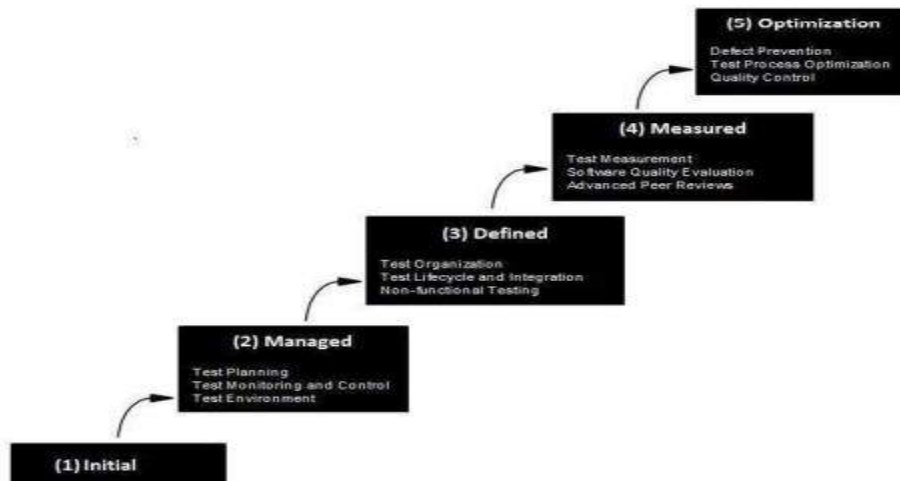 (5) Optimization
Defect Prevention
Test Process Optimization
Quality Control
(4) Measured
Test Measurement
Software Quality Evaluation
Advanced Peer Reviews
(3) Defined
Test Organization
Test Lifecycle and Integration
Non-functional Testing
(2) Managed
Test Planning
Test Monitoring and Control
Test Environment
(1) Initial